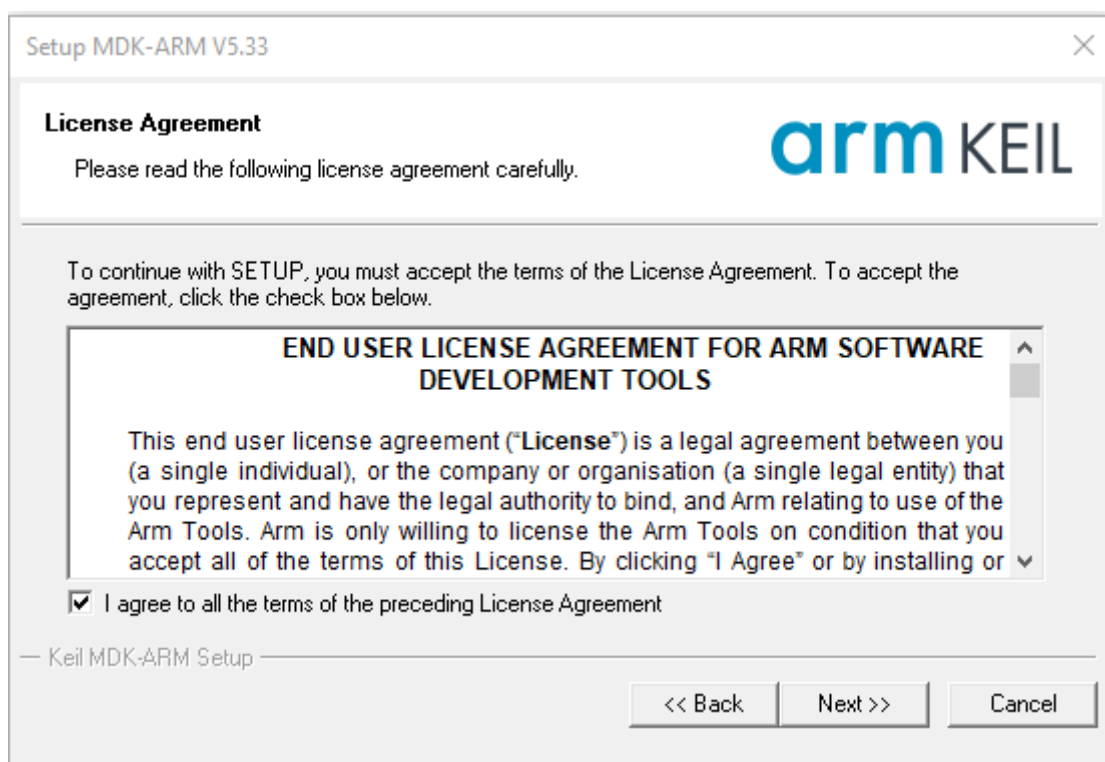 Setup MDK-ARM V5.33
License Agreement
Please read the following license agreement carefully.
arm KEIL
To continue with SETUP, you must accept the terms of the License Agreement. To accept the
agreement, click the check box below.
END USER LICENSE AGREEMENT FOR ARM SOFTWARE
DEVELOPMENT TOOLS
This end user license agreement (“License”) is a legal agreement between you
(a single individual), or the company or organisation (a single legal entity) that
you represent and have the legal authority to bind, and Arm relating to use of the
Arm Tools. Arm is only willing to license the Arm Tools on condition that you
accept all of the terms of this License. By clicking “I Agree” or by installing or
I agree to all the terms of the preceding License Agreement
Keil MDK-ARM Setup
<< Back
Next >>
Cancel